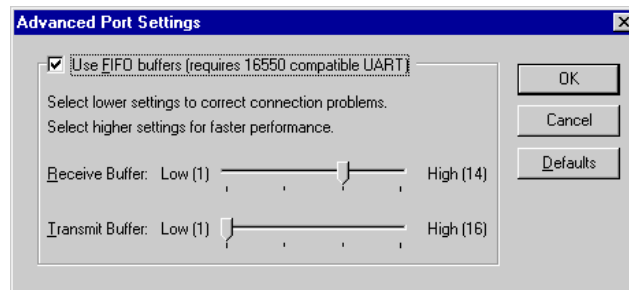 Advanced Port Settings
Use FIFO buffers (requires 16550 compatible UART)
Select lower settings to correct connection problems.
Select higher settings for faster performance.
Receive Buffer: Low (1) High (14)
Transmit Buffer: Low (1) High (16)
OK
Cancel
Defaults